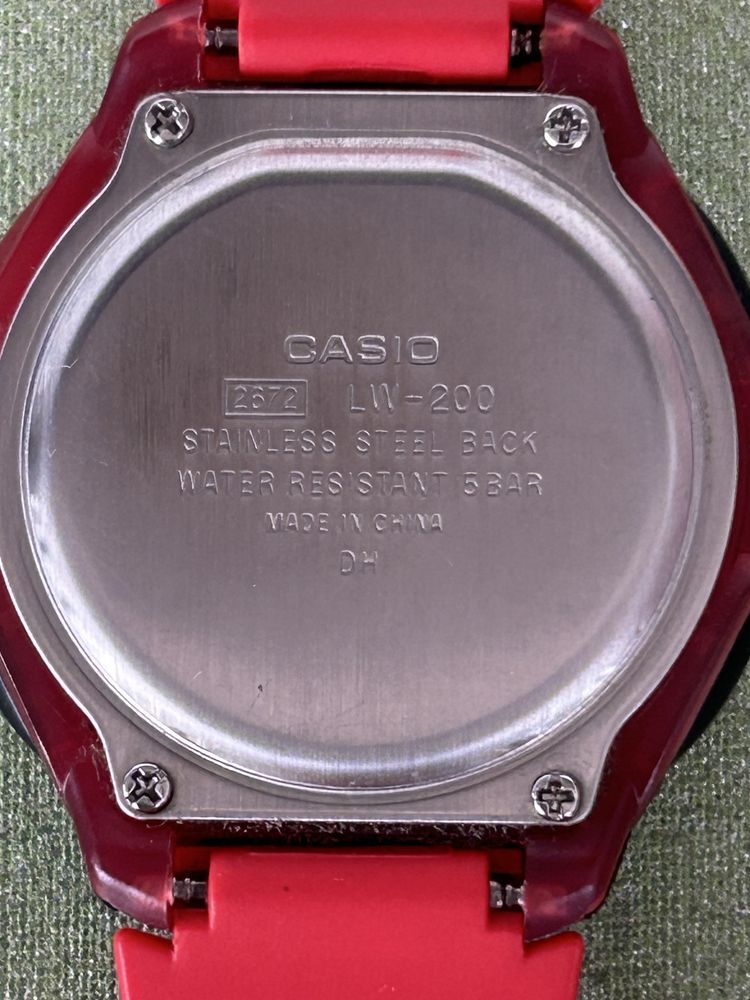 CASIO
2672 LW-200
STAINLESS STEEL BACK
WATER RESISTANT 5BAR
MADE IN CHINA
DH